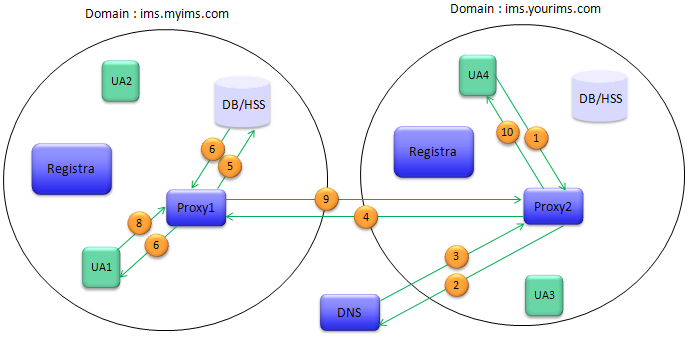 Domain : ims.myims.com
Domain : ims.yourims.com
UA2
DB/HSS
UA4
DB/HSS
6
5
10
1
Registra
Registra
Proxy1
9
Proxy2
4
8
6
3
UA1
2
UA3
DNS